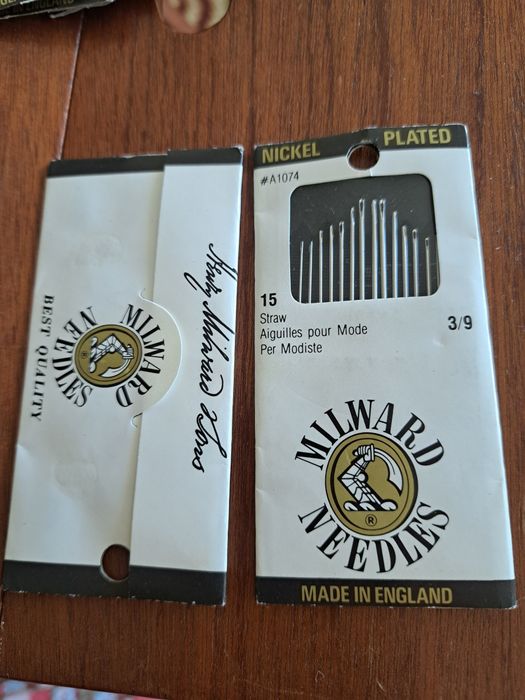 ENGLAND
Henry Milward & Sons
MILWARD
NEEDLES
BEST QUALITY
NICKEL PLATED
#A1074
15
Straw
Aiguilles pour Mode
Per Modiste
3/9
MILWARD
®
NEEDLES
MADE IN ENGLAND